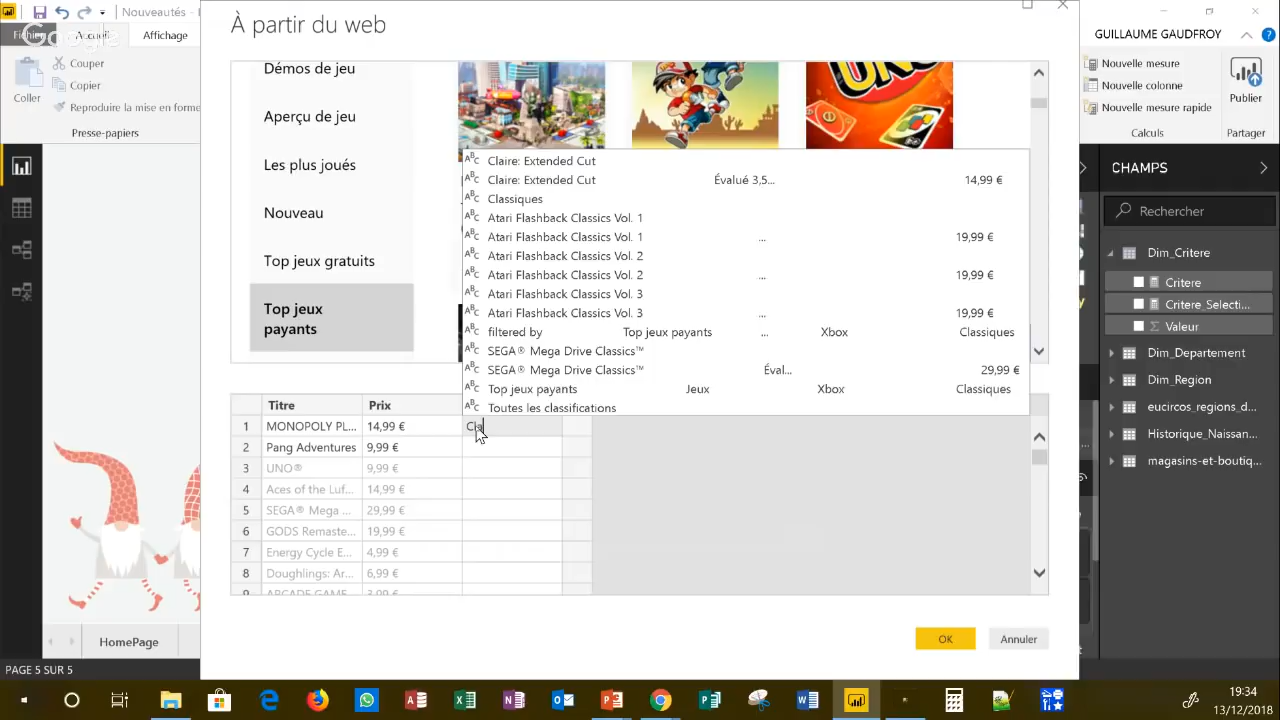 Nouveautés
À partir du web
GUILLAUME GAUDFROY
Google
Accueil
Affichage
Coller
Couper
Copier
Reproduire la mise en forme
Presse-papiers
Nouvelle mesure
Nouvelle colonne
Nouvelle mesure rapide
Calculs
Publier
Partager
Démos de jeu
Aperçu de jeu
Les plus joués
Nouveau
Top jeux gratuits
Top jeux
payants
UNO
Claire: Extended Cut
Claire: Extended Cut Évalué 3,5... 14,99 €
Classiques
Atari Flashback Classics Vol. 1
Atari Flashback Classics Vol. 1 ... 19,99 €
Atari Flashback Classics Vol. 2
Atari Flashback Classics Vol. 2 ... 19,99 €
Atari Flashback Classics Vol. 3
Atari Flashback Classics Vol. 3 ... 19,99 €
filtered by Top jeux payants ... Xbox Classiques
SEGA® Mega Drive Classics™
SEGA® Mega Drive Classics™ Éval... 29,99 €
Top jeux payants Jeux Xbox Classiques
Toutes les classifications
Titre Prix
1 MONOPOLY PL... 14,99 € Cla
2 Pang Adventures 9,99 €
3 UNO® 9,99 €
4 Aces of the Luf... 14,99 €
5 SEGA® Mega ... 29,99 €
6 GODS Remaste... 19,99 €
7 Energy Cycle E... 4,99 €
8 Doughlings: Ar... 6,99 €
9 ARCADE GAME... 3,99 €
OK
Annuler
CHAMPS
Rechercher
Dim_Critere
Critere
Critere_Selecti...
Valeur
Dim_Departement
Dim_Region
eucircos_regions_d...
Historique_Naissan...
magasins-et-boutiq...
HomePage
PAGE 5 SUR 5
19:34
13/12/2018